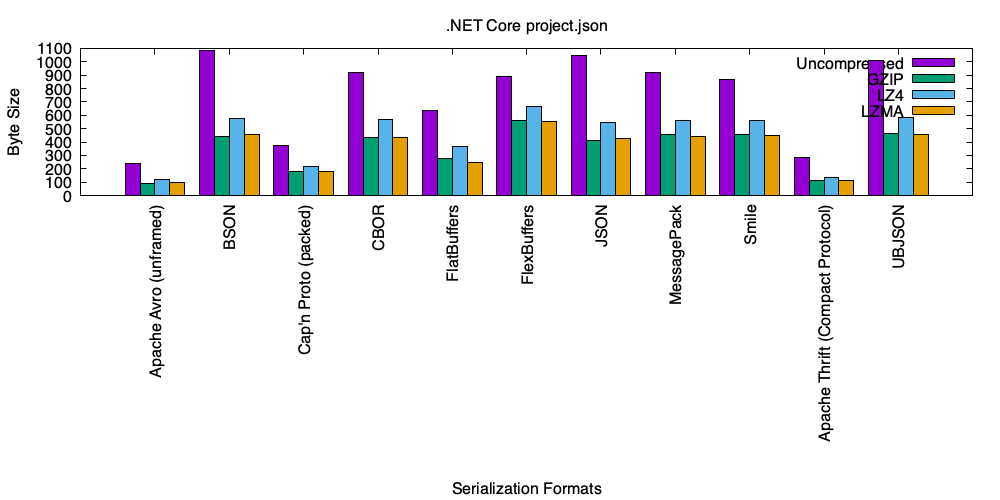 .NET Core project.json
Byte Size
1100
1000
900
800
700
600
500
400
300
200
100
0
Uncompressed
GZIP
LZ4
LZMA
Apache Avro (unframed)
BSON
Cap'n Proto (packed)
CBOR
FlatBuffers
FlexBuffers
JSON
MessagePack
Smile
Apache Thrift (Compact Protocol)
UBJSON
Serialization Formats